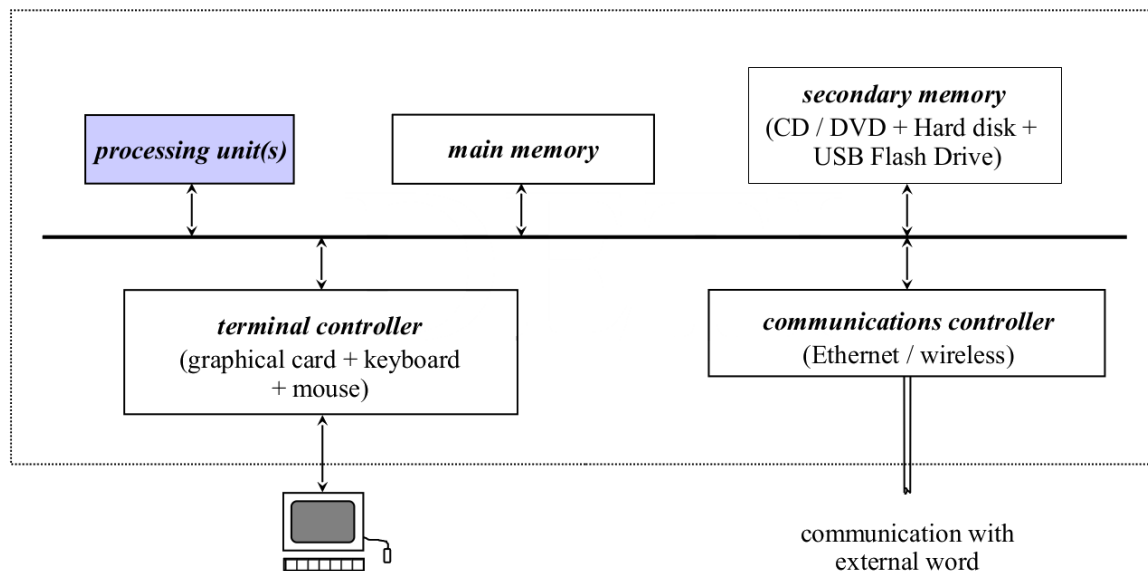 secondary memory
(CD / DVD + Hard disk +
USB Flash Drive)
processing unit(s)
main memory
terminal controller
(graphical card + keyboard
+ mouse)
communications controller
(Ethernet / wireless)
communication with
external word